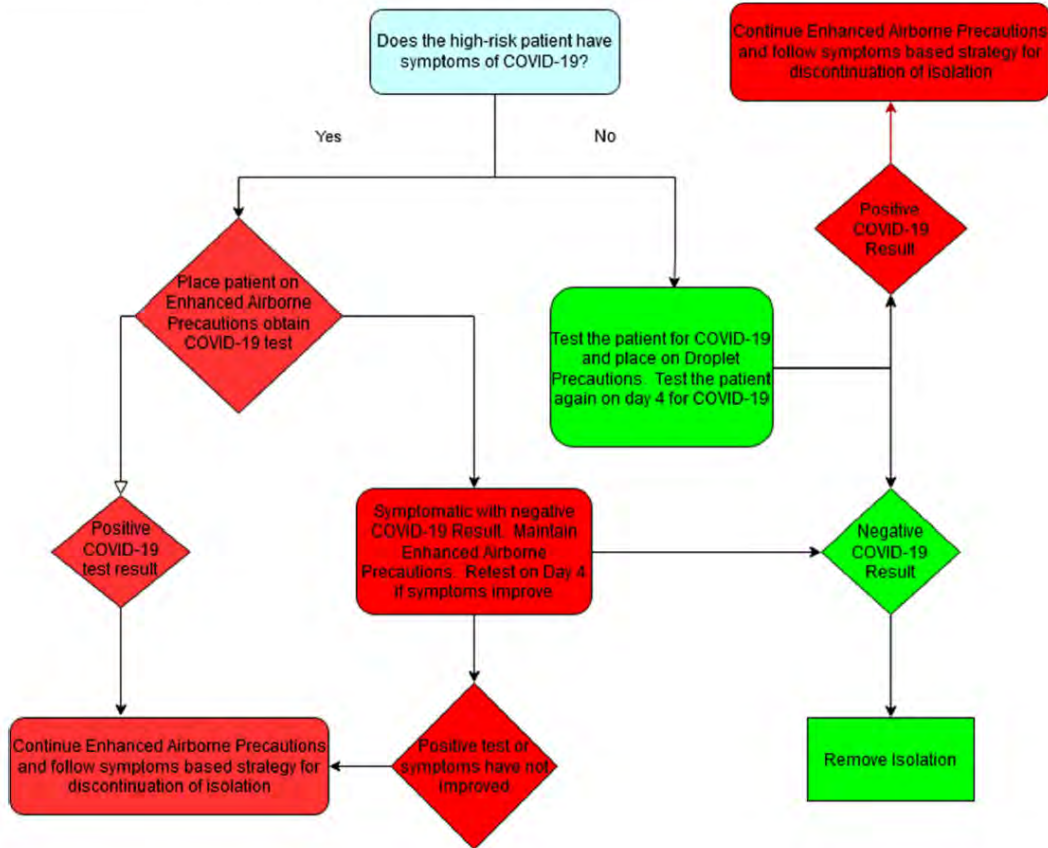 Does the high-risk patient have
symptoms of COVID-19?
Continue Enhanced Airborne Precautions
and follow symptoms based strategy for
discontinuation of isolation
Yes
No
Positive
COVID-19
Result
Place patient on
Enhanced Airborne
Precautions obtain
COVID-19 test
Test the patient for COVID-19
and place on Droplet
Precautions. Test the patient
again on day 4 for COVID-19
Positive
COVID-19
test result
Symptomatic with negative
COVID-19 Result. Maintain
Enhanced Airborne
Precautions. Retest on Day 4
if symptoms improve
Negative
COVID-19
Result
Continue Enhanced Airborne Precautions
and follow symptoms based strategy for
discontinuation of isolation
Positive test or
symptoms have not
improved
Remove Isolation